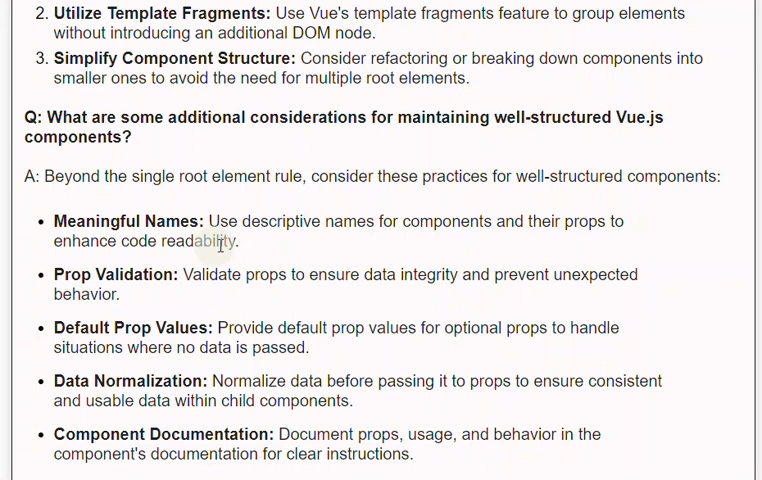 2. Utilize Template Fragments: Use Vue's template fragments feature to group elements
without introducing an additional DOM node.
3. Simplify Component Structure: Consider refactoring or breaking down components into
smaller ones to avoid the need for multiple root elements.
Q: What are some additional considerations for maintaining well-structured Vue.js
components?
A: Beyond the single root element rule, consider these practices for well-structured components:
• Meaningful Names: Use descriptive names for components and their props to
enhance code readability.
• Prop Validation: Validate props to ensure data integrity and prevent unexpected
behavior.
• Default Prop Values: Provide default prop values for optional props to handle
situations where no data is passed.
• Data Normalization: Normalize data before passing it to props to ensure consistent
and usable data within child components.
• Component Documentation: Document props, usage, and behavior in the
component's documentation for clear instructions.